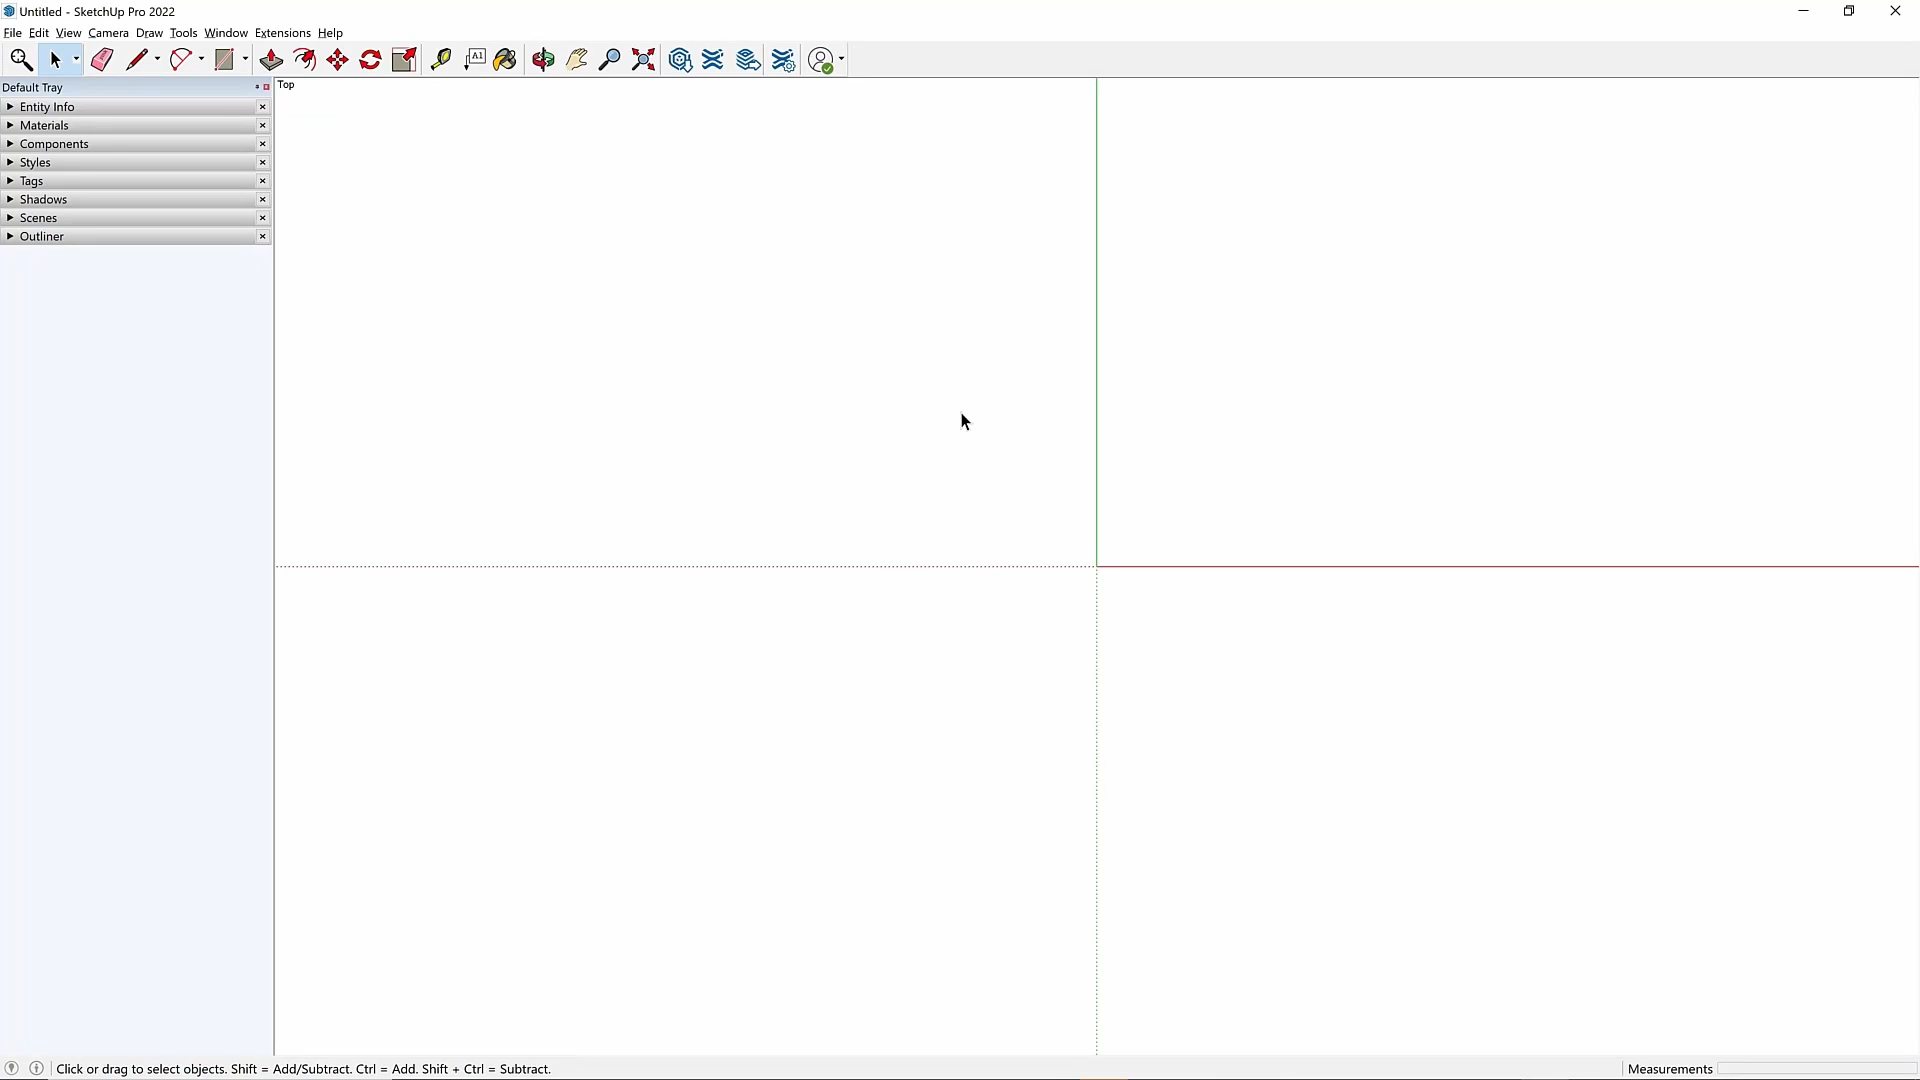 Untitled - SketchUp Pro 2022
File Edit View Camera Draw Tools Window Extensions Help
A1
Default Tray
Top
Entity Info
Materials
Components
Styles
Tags
Shadows
Scenes
Outliner
Click or drag to select objects. Shift = Add/Subtract. Ctrl = Add. Shift + Ctrl = Subtract.
Measurements